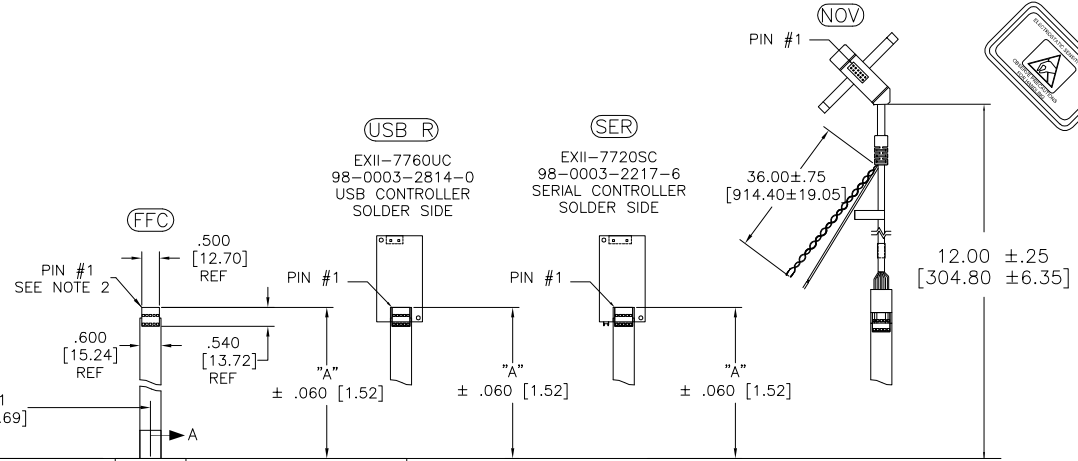 NOV
PIN #1
ELECTROSTATIC SENSITIVE
36.00±.75
[914.40±19.05]
12.00 ±.25
[304.80 ±6.35]
USB R
EXII-7760UC
98-0003-2814-0
USB CONTROLLER
SOLDER SIDE
PIN #1
SER
EXII-7720SC
98-0003-2217-6
SERIAL CONTROLLER
SOLDER SIDE
PIN #1
FFC
.500
[12.70]
REF
PIN #1
SEE NOTE 2
.600
[15.24]
REF
.540
[13.72]
REF
"A"
± .060 [1.52]
"A"
± .060 [1.52]
"A"
± .060 [1.52]
.69]
A